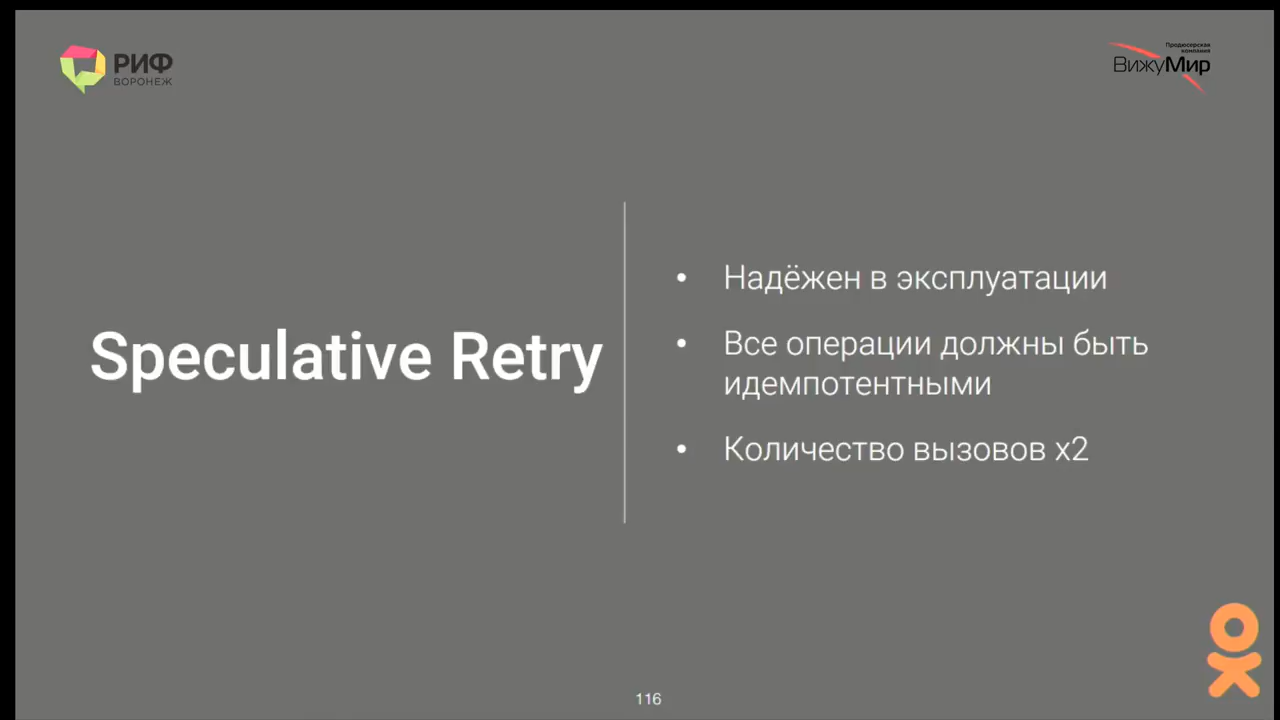 РИФ
ВОРОНЕЖ
Продюсерская
компания
ВижуМир
Speculative Retry
• Надёжен в эксплуатации
• Все операции должны быть
идемпотентными
• Количество вызовов x2
116